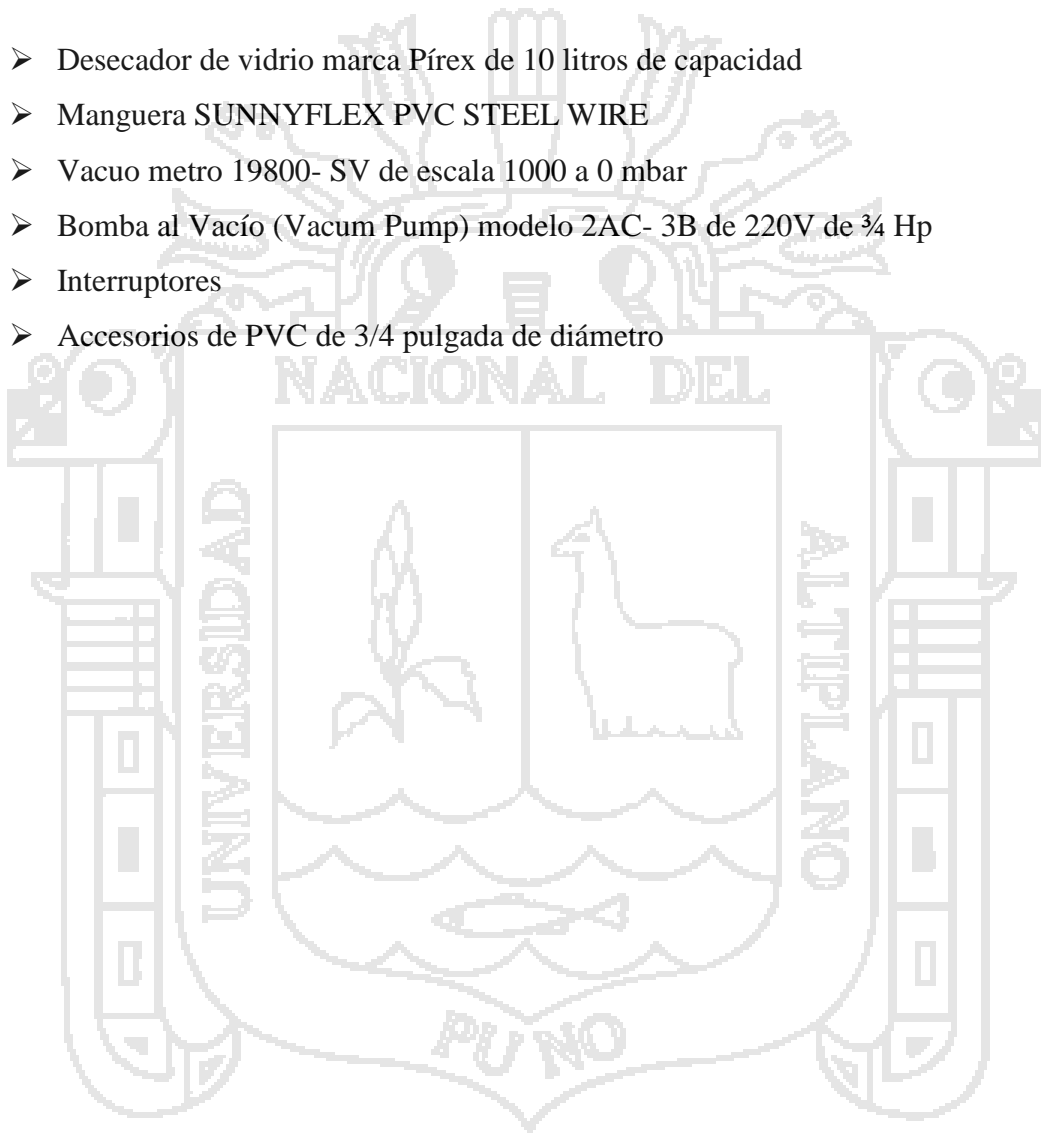 ➢ Desecador de vidrio marca Pírex de 10 litros de capacidad
➢ Manguera SUNNYFLEX PVC STEEL WIRE
➢ Vacuo metro 19800- SV de escala 1000 a 0 mbar
➢ Bomba al Vacío (Vacum Pump) modelo 2AC- 3B de 220V de ¾ Hp
➢ Interruptores
➢ Accesorios de PVC de 3/4 pulgada de diámetro
NACIONAL DEL
UNIVERSIDAD
ALTIPLANO
PUNO